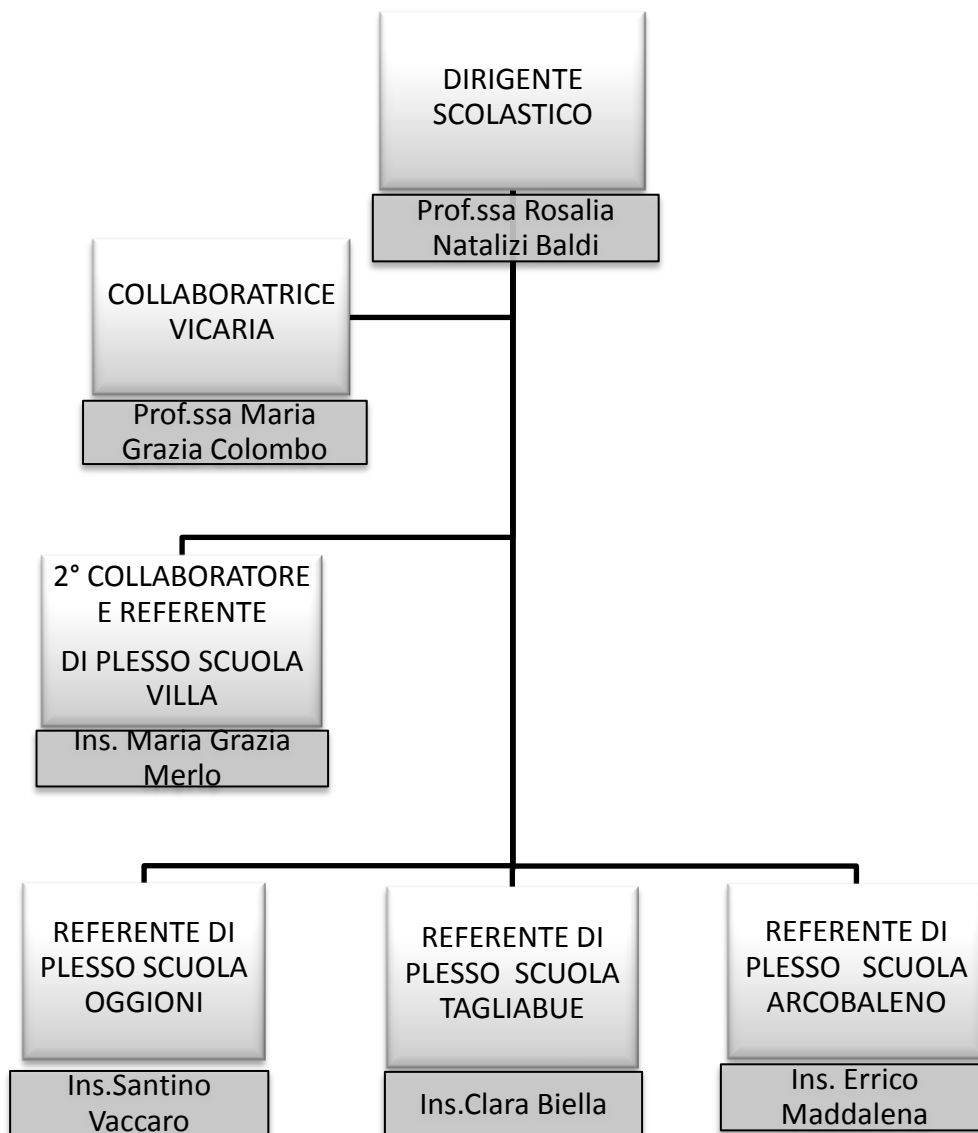 DIRIGENTE
SCOLASTICO
Prof.ssa Rosalia
Natalizi Baldi
COLLABORATRICE
VICARIA
Prof.ssa Maria
Grazia Colombo
2° COLLABORATORE
E REFERENTE
DI PLESSO SCUOLA
VILLA
Ins. Maria Grazia
Merlo
REFERENTE DI
PLESSO SCUOLA
OGGIONI
Ins.Santino
Vaccaro
REFERENTE DI
PLESSO SCUOLA
TAGLIABUE
Ins.Clara Biella
REFERENTE DI
PLESSO SCUOLA
ARCOBALENO
Ins. Errico
Maddalena